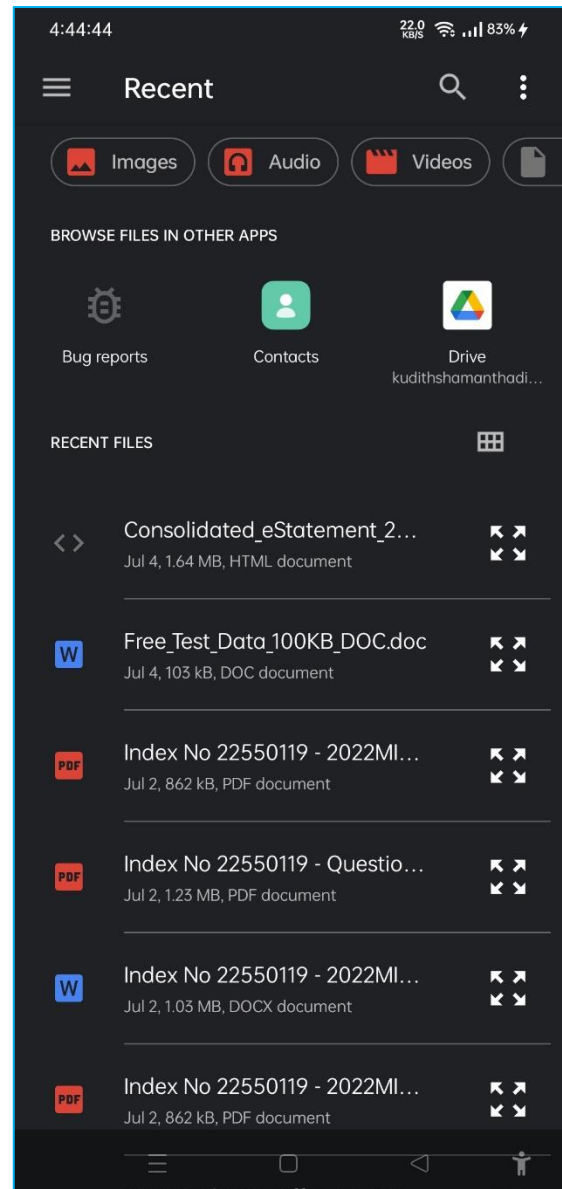 4:44:44
22.0
KB/S
83%
Recent
Images
Audio
Videos
BROWSE FILES IN OTHER APPS
Bug reports
Contacts
Drive
kudithshamanthadi...
RECENT FILES
Consolidated_eStatement_2...
Jul 4, 1.64 MB, HTML document
W
Free_Test_Data_100KB_DOC.doc
Jul 4, 103 kB, DOC document
PDF
Index No 22550119 - 2022MI...
Jul 2, 862 kB, PDF document
PDF
Index No 22550119 - Questio...
Jul 2, 1.23 MB, PDF document
W
Index No 22550119 - 2022MI...
Jul 2, 1.03 MB, DOCX document
PDF
Index No 22550119 - 2022MI...
Jul 2, 862 kB, PDF document